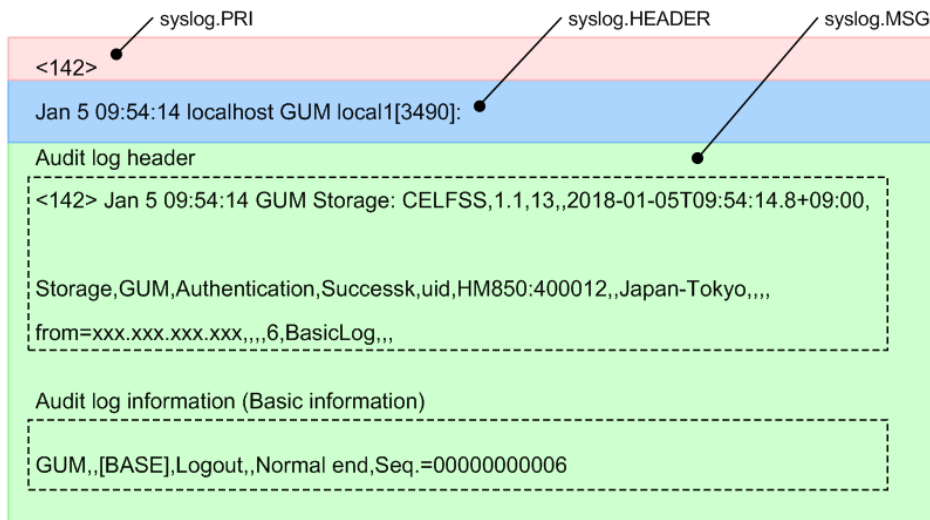 syslog.PRI syslog.HEADER syslog.MSG
<142>
Jan 5 09:54:14 localhost GUM local1[3490]:
Audit log header
<142> Jan 5 09:54:14 GUM Storage: CELFSS,1.1,13,,2018-01-05T09:54:14.8+09:00,
Storage,GUM,Authentication,Successk,uid,HM850:400012,,Japan-Tokyo,,,,
from=xxx.xxx.xxx.xxx,,,,6,BasicLog,,,
Audit log information (Basic information)
GUM,,[BASE],Logout,,Normal end,Seq.=00000000006